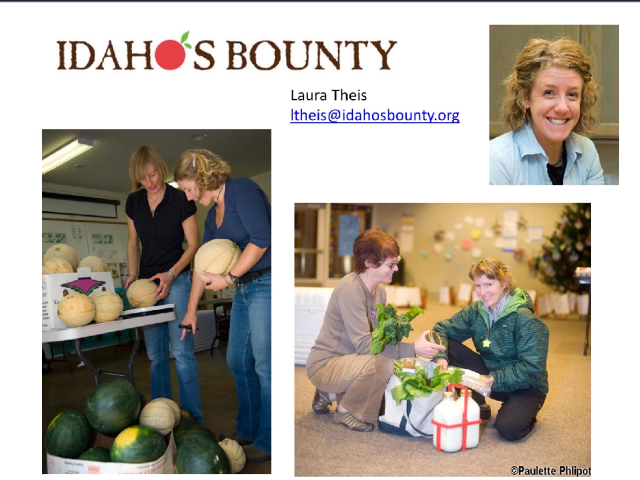 IDAHO'S BOUNTY
Laura Theis
ltheis@idahosbounty.org
©Paulette Phlipot